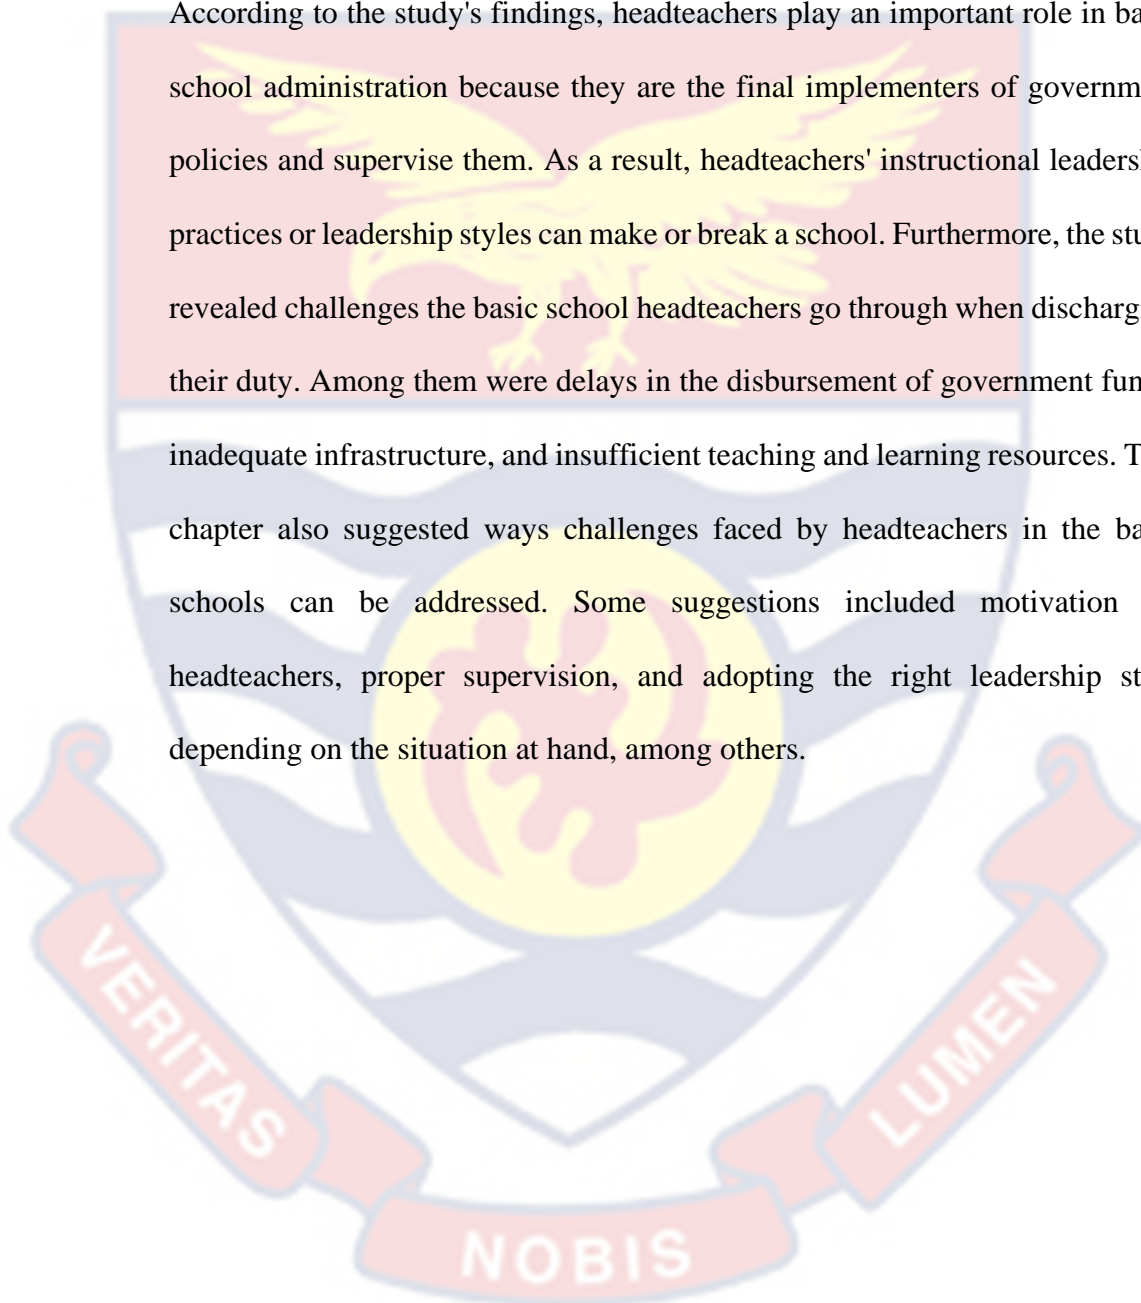 According to the study's findings, headteachers play an important role in ba
school administration because they are the final implementers of governm
policies and supervise them. As a result, headteachers' instructional leaders
practices or leadership styles can make or break a school. Furthermore, the stu
revealed challenges the basic school headteachers go through when discharg
their duty. Among them were delays in the disbursement of government fun
inadequate infrastructure, and insufficient teaching and learning resources. T
chapter also suggested ways challenges faced by headteachers in the ba
schools can be addressed. Some suggestions included motivation
headteachers, proper supervision, and adopting the right leadership st
depending on the situation at hand, among others.
VERITAS
NOBIS
LUMEN